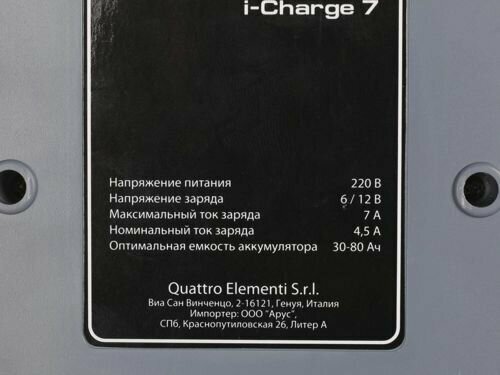 i-Charge 7
Напряжение питания 220 В
Напряжение заряда 6 / 12 В
Максимальный ток заряда 7 А
Номинальный ток заряда 4,5 А
Оптимальная емкость аккумулятора 30-80 Ач
Quattro Elementi S.r.l.
Виа Сан Винченцо, 2-16121, Генуя, Италия
Импортер: ООО "Арус",
СПб, Краснопутиловская 26, Литер А